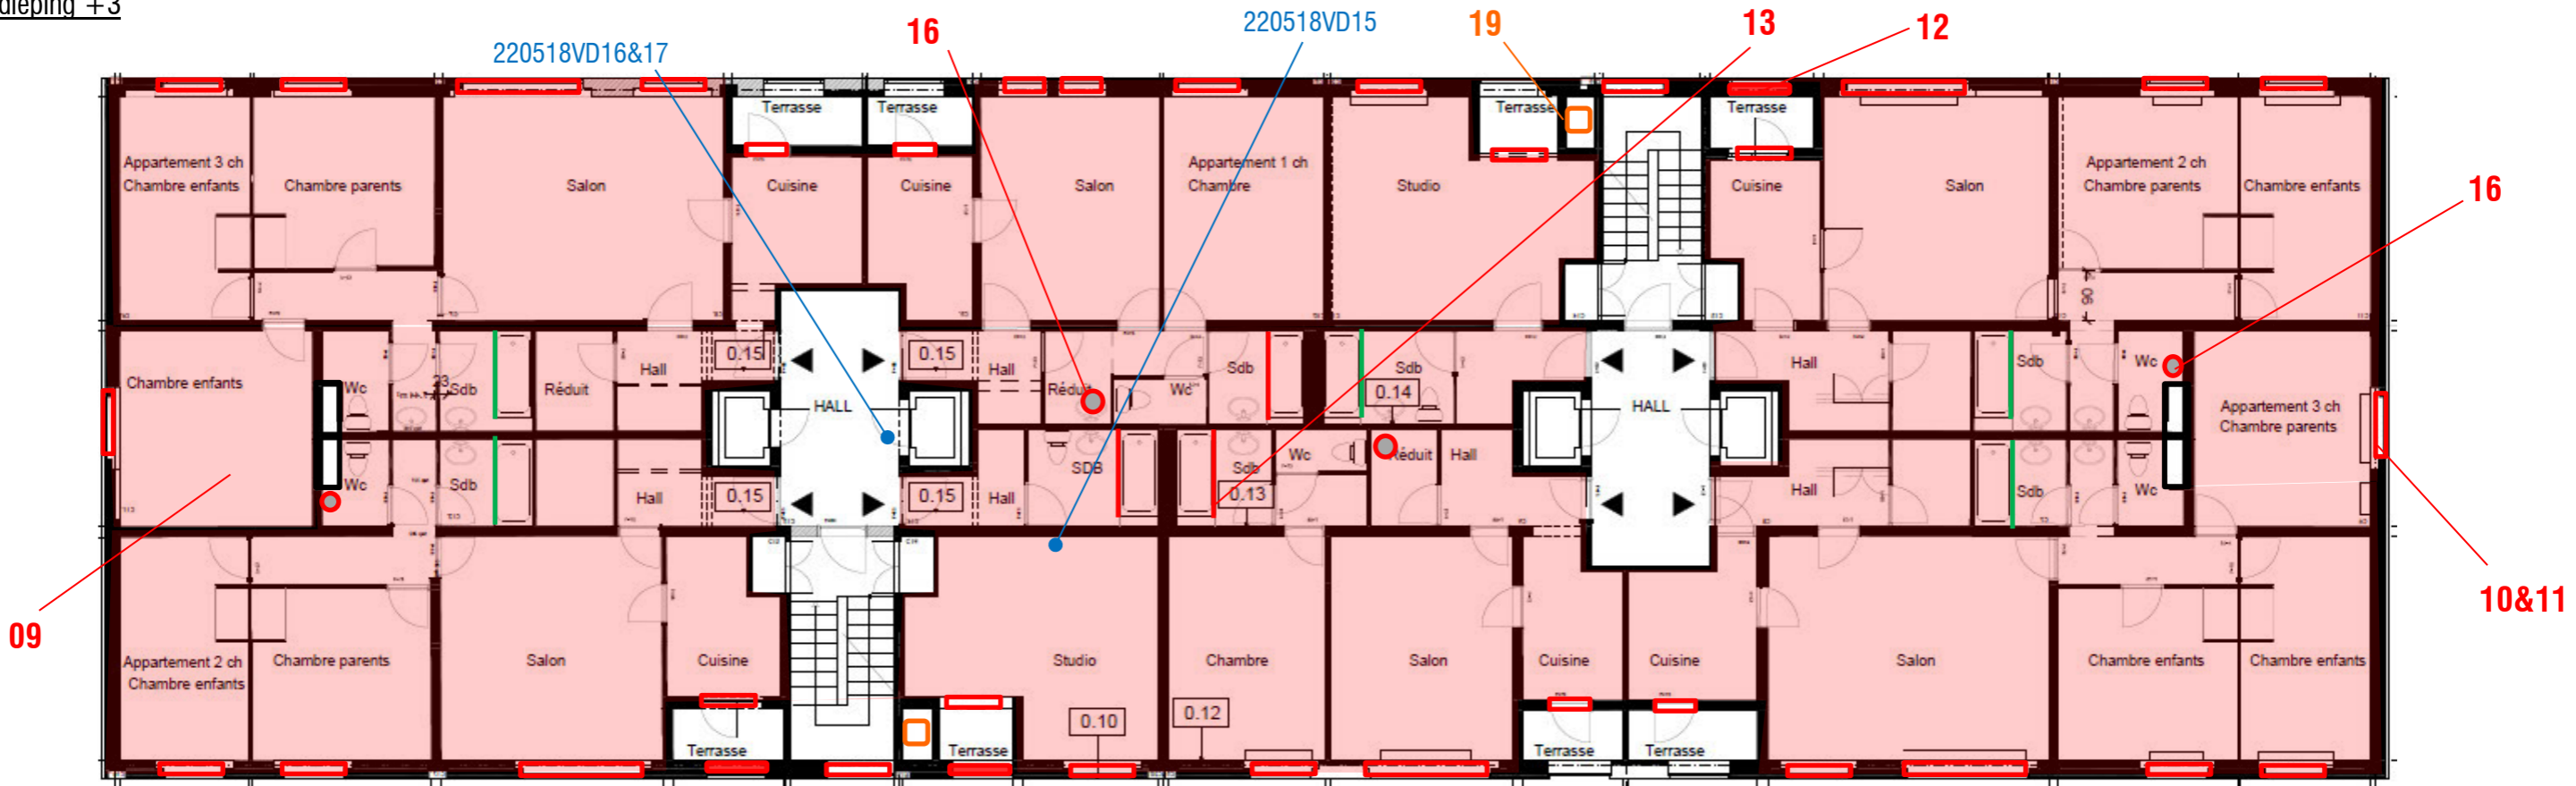 dieping +3
220518VD16&17
16
220518VD15
19
13
12
Terrasse
Terrasse
Terrasse
Terrasse
Appartement 3 ch
Chambre enfants
Chambre parents
Salon
Cuisine
Cuisine
Salon
Appartement 1 ch
Chambre
Studio
Cuisine
Salon
Appartement 2 ch
Chambre parents
Chambre enfants
16
90
Chambre enfants
Wc
23
Sdb
Réduit
Hall
0.15
HALL
0.15
Hall
Réduit
Wc
Sdb
Sdb
0.14
HALL
Hall
Sdb
Wc
Appartement 3 ch
Chambre parents
Wc
Sdb
Hall
0.15
0.15
Hall
SDB
Sdb
0.13
Wc
Réduit
Hall
Hall
Sdb
Wc
09
10&11
Appartement 2 ch
Chambre enfants
Chambre parents
Salon
Cuisine
Studio
Chambre
Salon
Cuisine
Cuisine
Salon
Chambre enfants
Chambre enfants
0.10
0.12
Terrasse
Terrasse
Terrasse
Terrasse